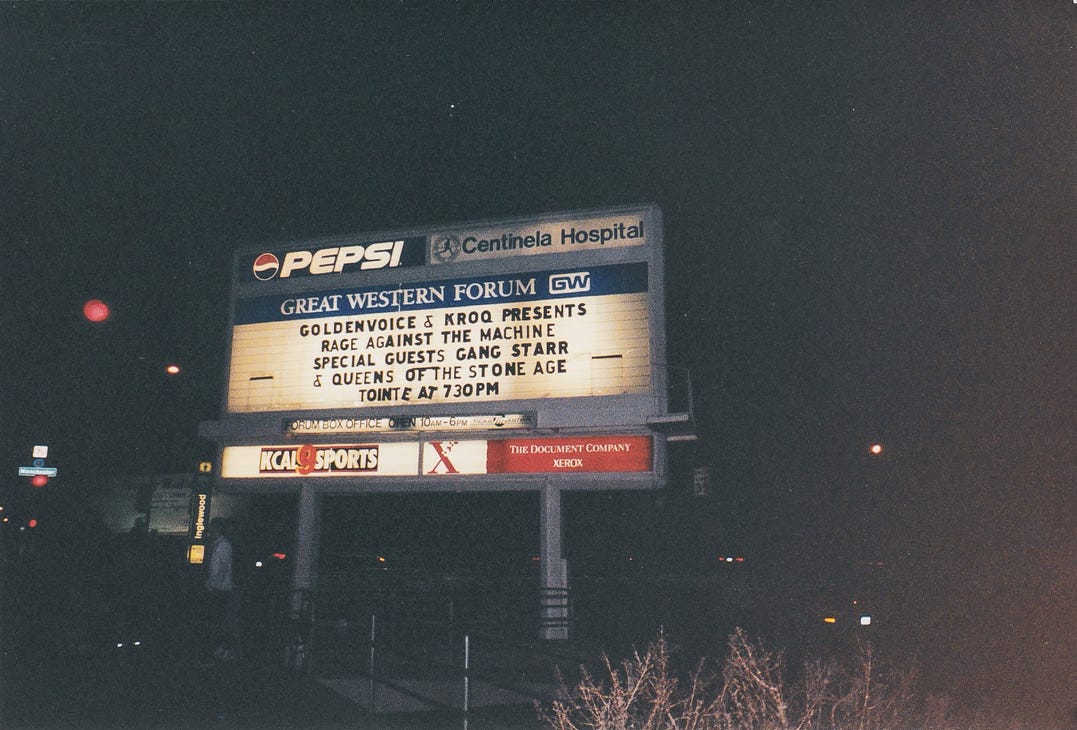 PEPSI
Centinela Hospital
GREAT WESTERN FORUM GW
GOLDENVOICE & KROQ PRESENTS
RAGE AGAINST THE MACHINE
SPECIAL GUESTS GANG STARR
& QUEENS OF THE STONE AGE
TOINTE AT 730PM
FORUM BOX OFFICE OPEN 10AM-6PM
KCAL 9 SPORTS
X
THE DOCUMENT COMPANY
XEROX
Inglewood